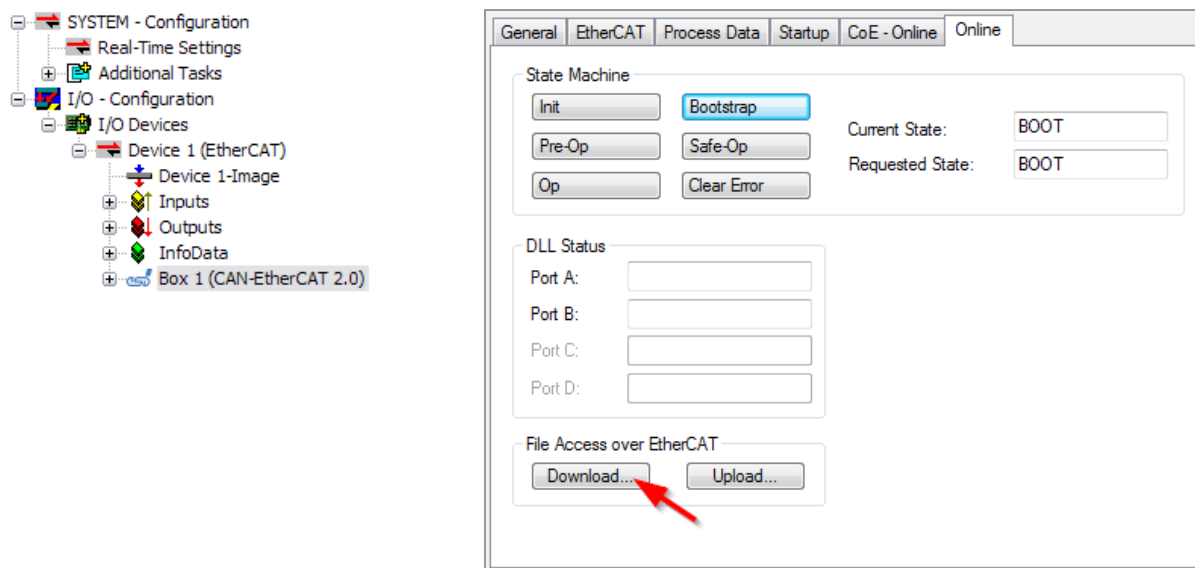 SYSTEM - Configuration
Real-Time Settings
Additional Tasks
I/O - Configuration
I/O Devices
Device 1 (EtherCAT)
Device 1-Image
Inputs
Outputs
InfoData
Box 1 (CAN-EtherCAT 2.0)
General EtherCAT Process Data Startup CoE - Online Online
State Machine
Init Bootstrap
Current State: BOOT
Pre-Op Safe-Op
Requested State: BOOT
Op Clear Error
DLL Status
Port A:
Port B:
Port C:
Port D:
File Access over EtherCAT
Download... Upload...